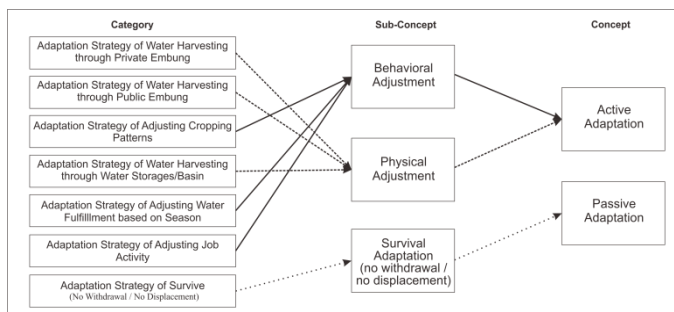 Category
Sub-Concept
Concept
Adaptation Strategy of Water Harvesting
through Private Embung
Adaptation Strategy of Water Harvesting
through Public Embung
Adaptation Strategy of Adjusting Cropping
Patterns
Adaptation Strategy of Water Harvesting
through Water Storages/Basin
Adaptation Strategy of Adjusting Water
Fulfilllment based on Season
Adaptation Strategy of Adjusting Job
Activity
Adaptation Strategy of Survive
(No Withdrawal / No Displacement)
Behavioral
Adjustment
Physical
Adjustment
Survival
Adaptation
(no withdrawal /
no displacement)
Active
Adaptation
Passive
Adaptation